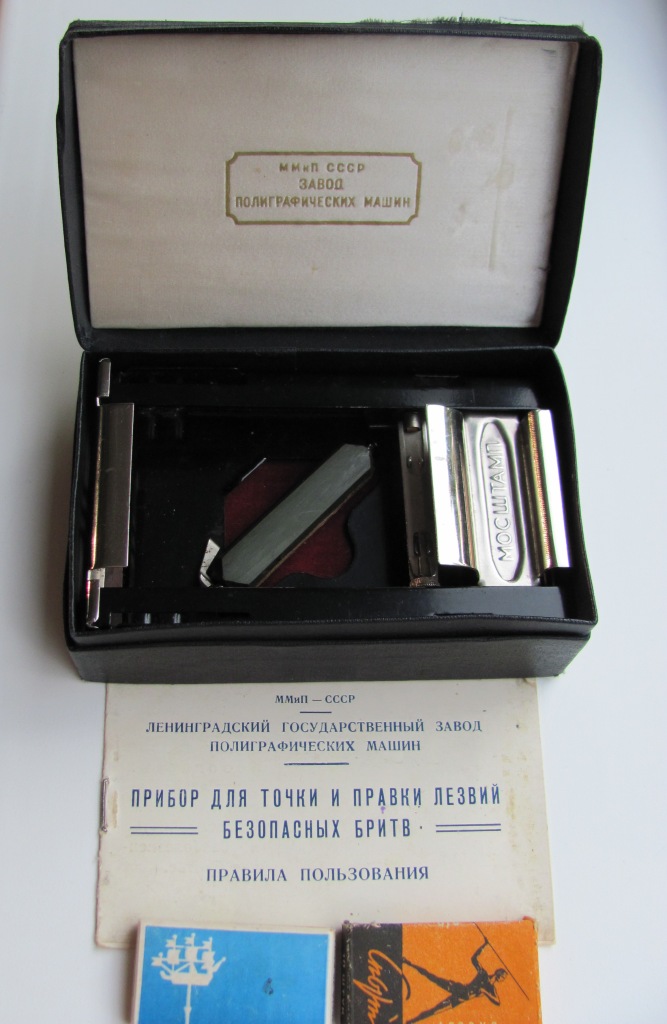 ММиП СССР
ЗАВОД
ПОЛИГРАФИЧЕСКИХ МАШИН
МОСШТАМП
ММиП — СССР
ЛЕНИНГРАДСКИЙ ГОСУДАРСТВЕННЫЙ ЗАВОД
ПОЛИГРАФИЧЕСКИХ МАШИН
ПРИБОР ДЛЯ ТОЧКИ И ПРАВКИ ЛЕЗВИЙ
БЕЗОПАСНЫХ БРИТВ
ПРАВИЛА ПОЛЬЗОВАНИЯ